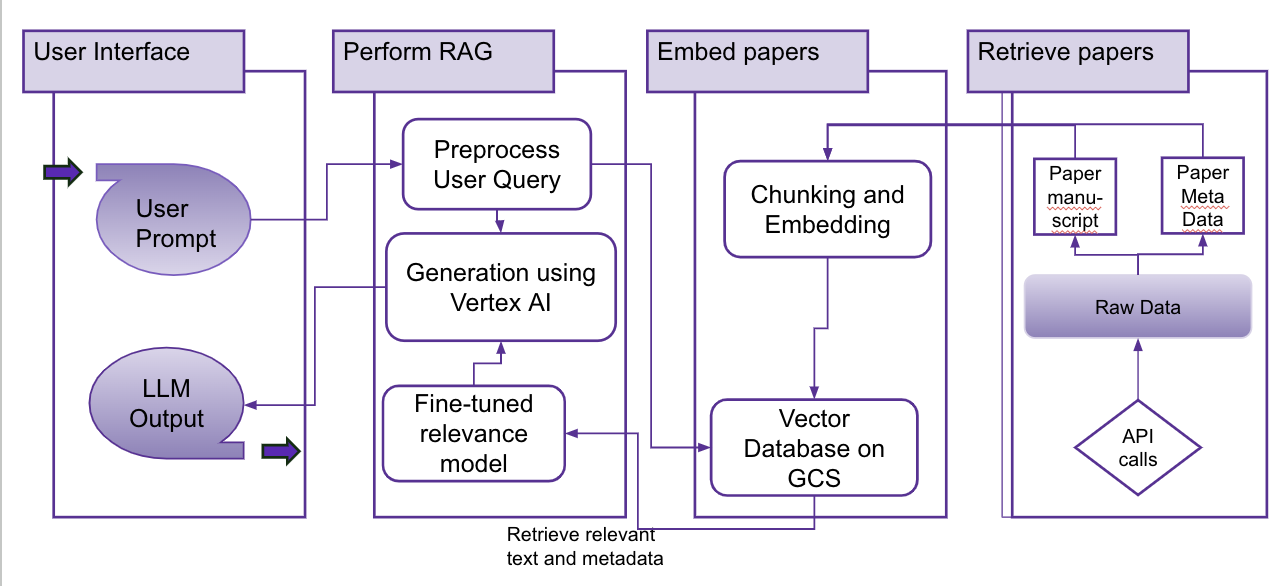 User Interface
Perform RAG
Embed papers
Retrieve papers
User
Prompt
LLM
Output
Preprocess
User Query
Generation using
Vertex AI
Fine-tuned
relevance
model
Retrieve relevant
text and metadata
Chunking and
Embedding
Vector
Database on
GCS
Paper
manu-
script
Paper
Meta
Data
Raw Data
API
calls